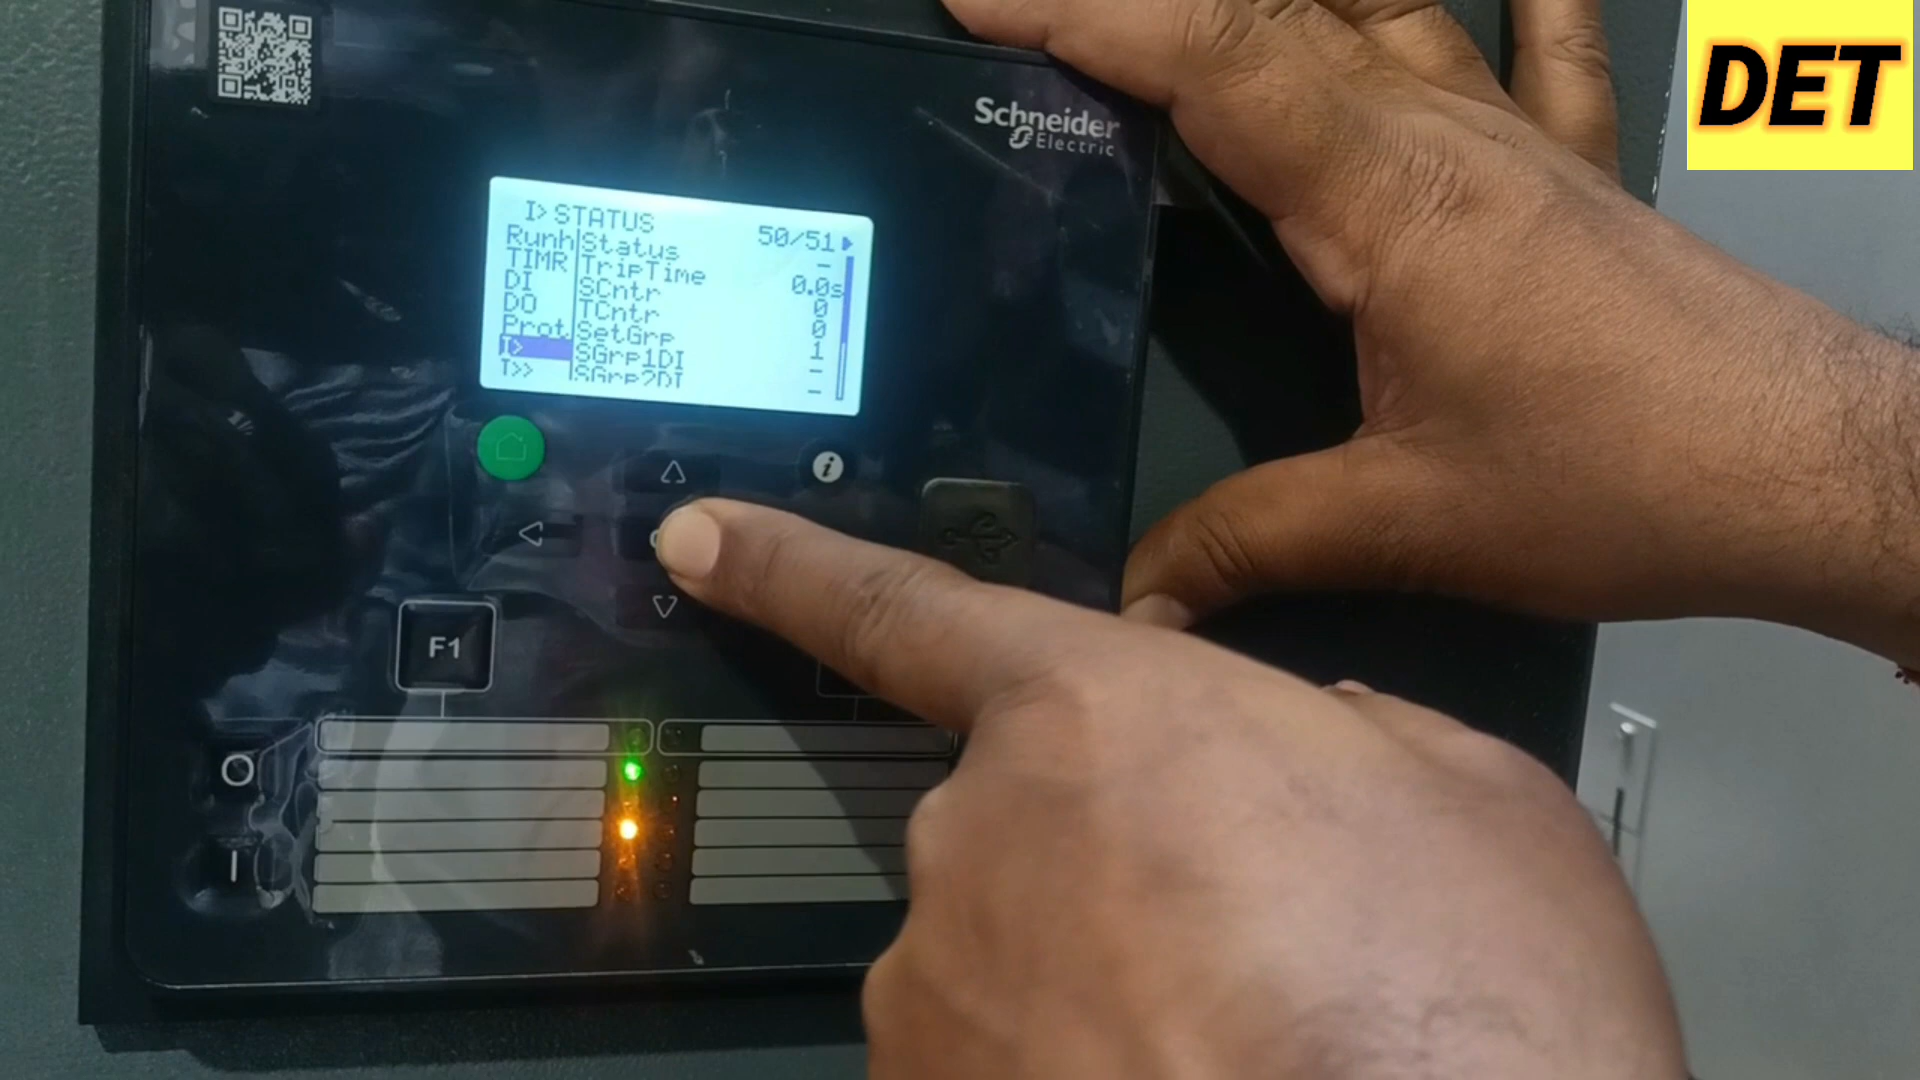 DET
Schneider
Electric
I> STATUS 50/51
Runh Status -
TIMR TripTime 0.0s
DI SCntr 0
DO TCntr 0
Prot. SetGrp 1
I> SGrp1DI -
I>> SGrp2DI -
i
F1
O
I